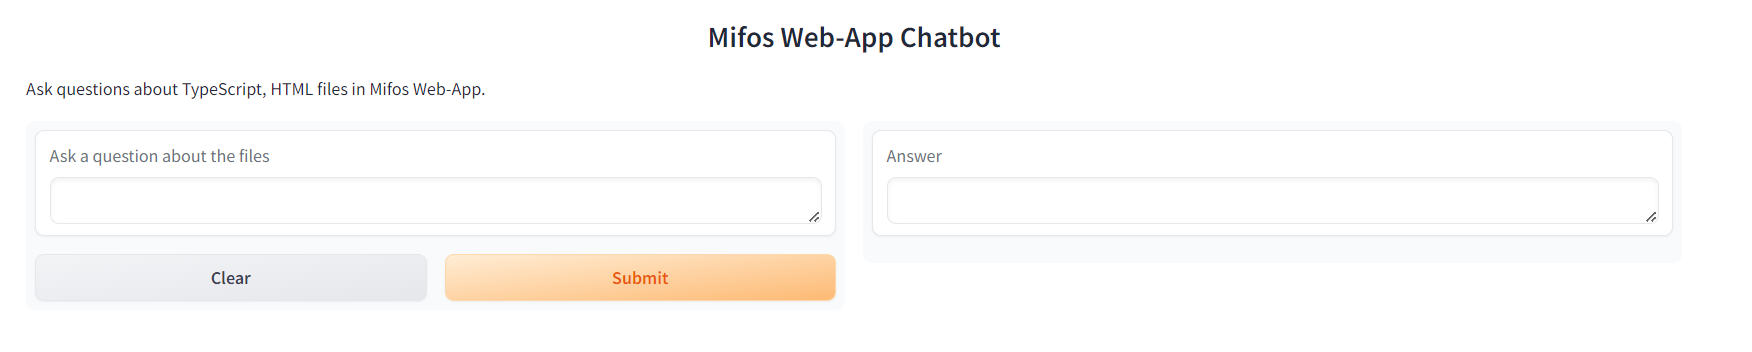 Mifos Web-App Chatbot
Ask questions about TypeScript, HTML files in Mifos Web-App.
Ask a question about the files
Answer
Clear
Submit